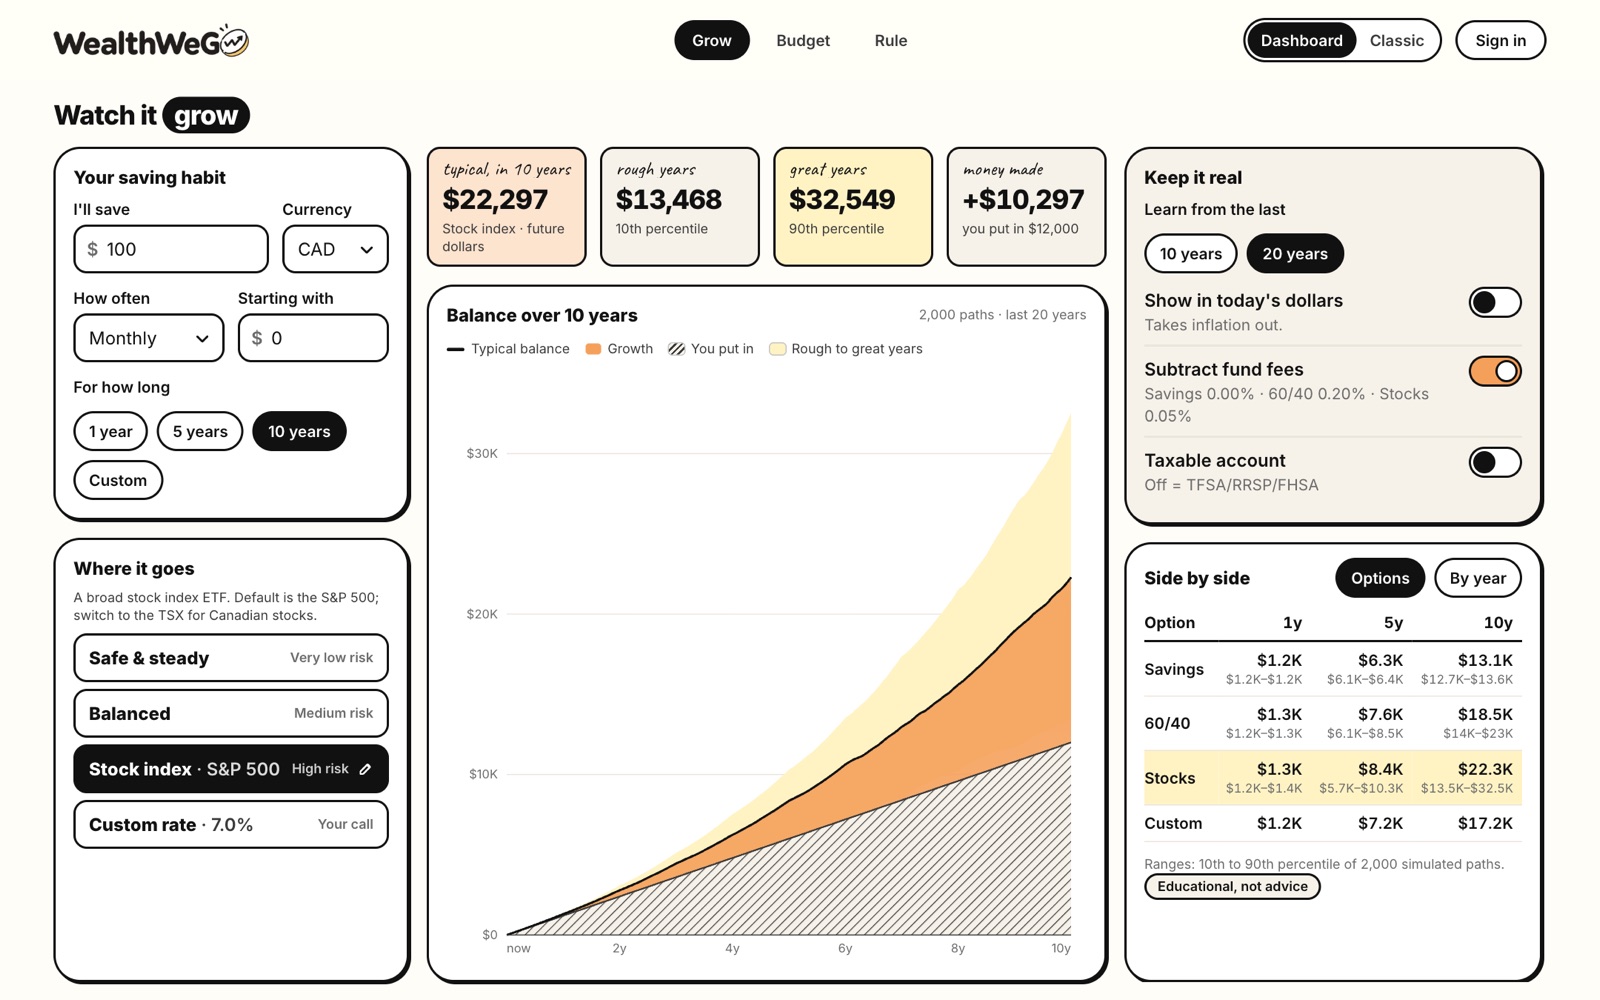 WealthWeGo
Grow
Budget
Rule
Dashboard
Classic
Sign in
Watch it grow
Your saving habit
I'll save
Currency
$ 100
CAD
How often
Starting with
Monthly
$ 0
For how long
1 year
5 years
10 years
Custom
Where it goes
A broad stock index ETF. Default is the S&P 500;
switch to the TSX for Canadian stocks.
Safe & steady
Very low risk
Balanced
Medium risk
Stock index · S&P 500
High risk
Custom rate · 7.0%
Your call
typical, in 10 years
$22,297
Stock index · future
dollars
rough years
$13,468
10th percentile
great years
$32,549
90th percentile
money made
+$10,297
you put in $12,000
Balance over 10 years
2,000 paths · last 20 years
Typical balance
Growth
You put in
Rough to great years
$30K
$20K
$10K
$0
now
2y
4y
6y
8y
10y
Keep it real
Learn from the last
10 years
20 years
Show in today's dollars
Takes inflation out.
Subtract fund fees
Savings 0.00% · 60/40 0.20% · Stocks
0.05%
Taxable account
Off = TFSA/RRSP/FHSA
Side by side
Options
By year
Option 1y 5y 10y
Savings $1.2K $6.3K $13.1K
$1.2K–$1.2K $6.1K–$6.4K $12.7K–$13.6K
60/40 $1.3K $7.6K $18.5K
$1.2K–$1.3K $6.1K–$8.5K $14K–$23K
Stocks $1.3K $8.4K $22.3K
$1.2K–$1.4K $5.7K–$10.3K $13.5K–$32.5K
Custom $1.2K $7.2K $17.2K
Ranges: 10th to 90th percentile of 2,000 simulated paths.
Educational, not advice